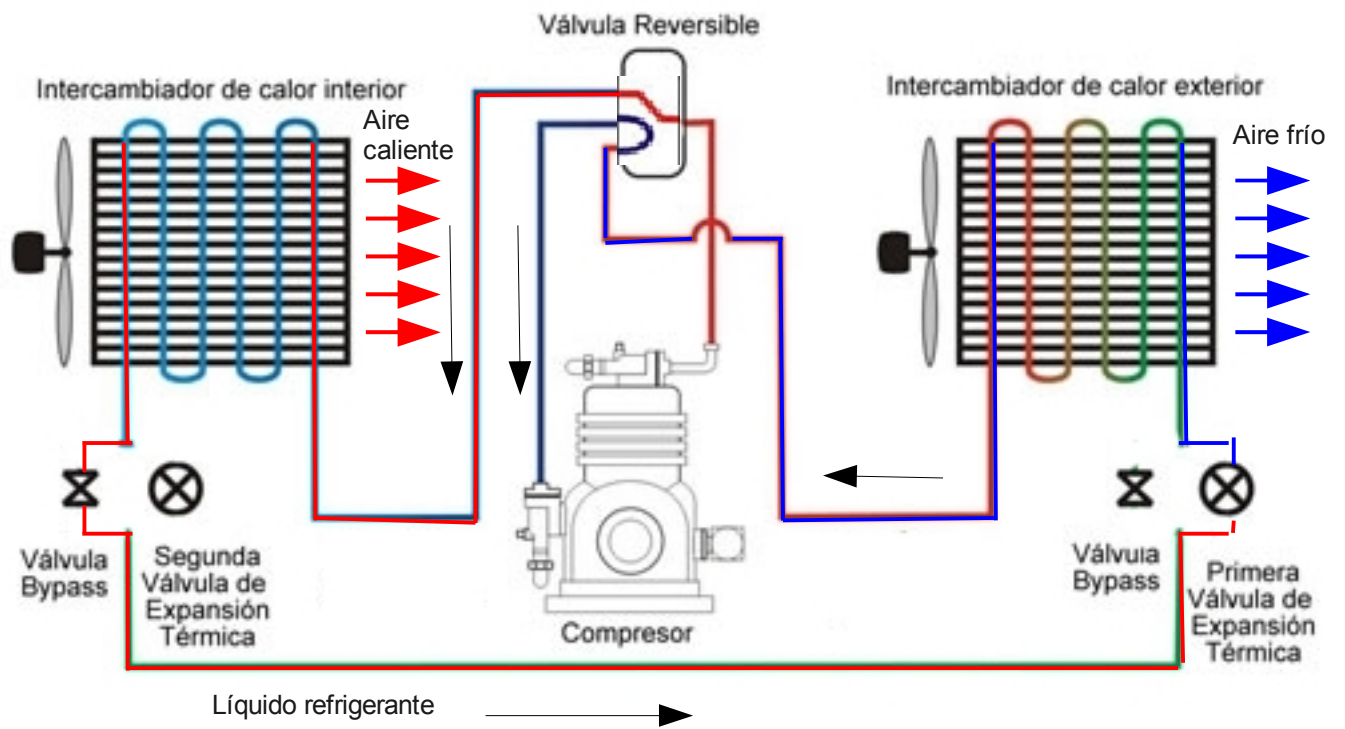 Válvula Reversible
Intercambiador de calor interior
Intercambiador de calor exterior
Aire
caliente
Aire frío
Válvula
Bypass
Segunda
Válvula de
Expansión
Térmica
Compresor
Válvula
Bypass
Primera
Válvula de
Expansión
Térmica
Líquido refrigerante